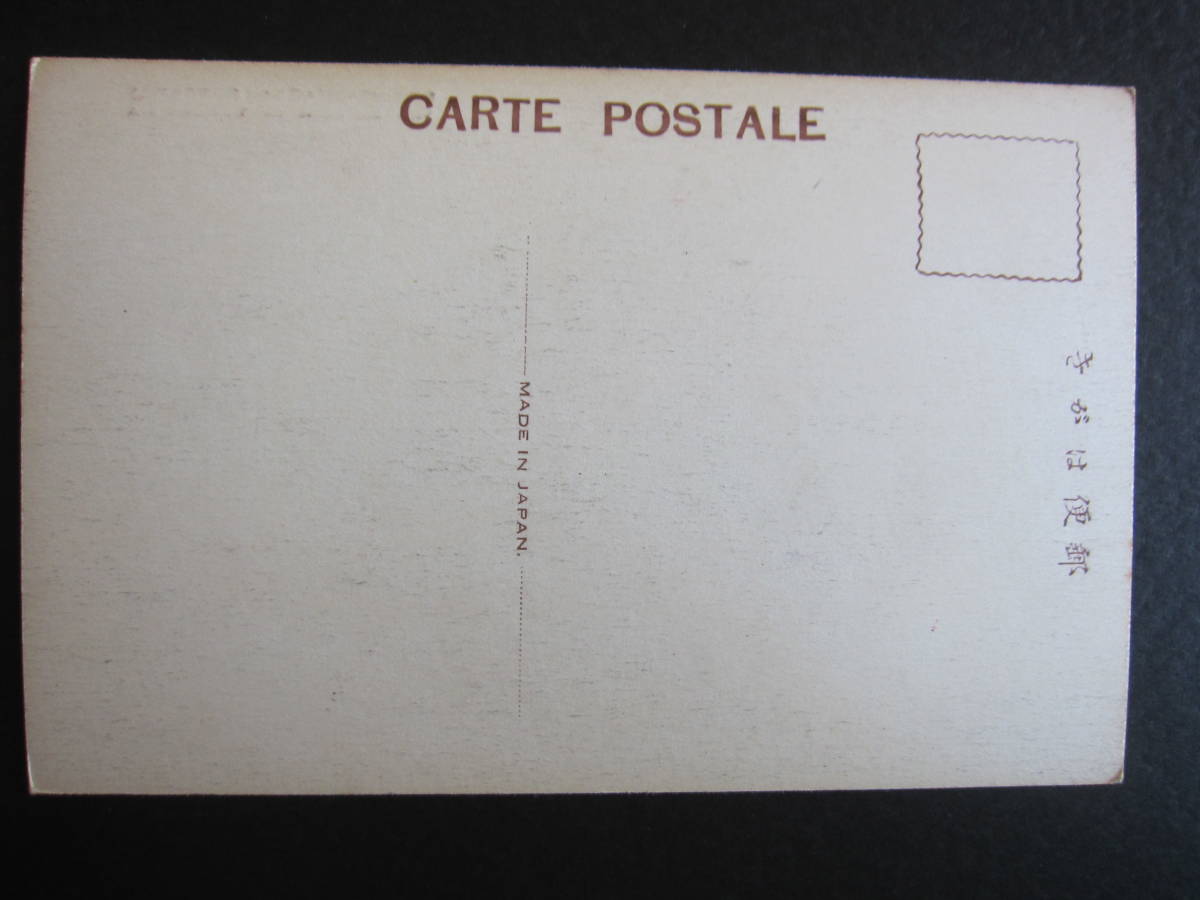 CARTE POSTALE
郵便はがき
MADE IN JAPAN.